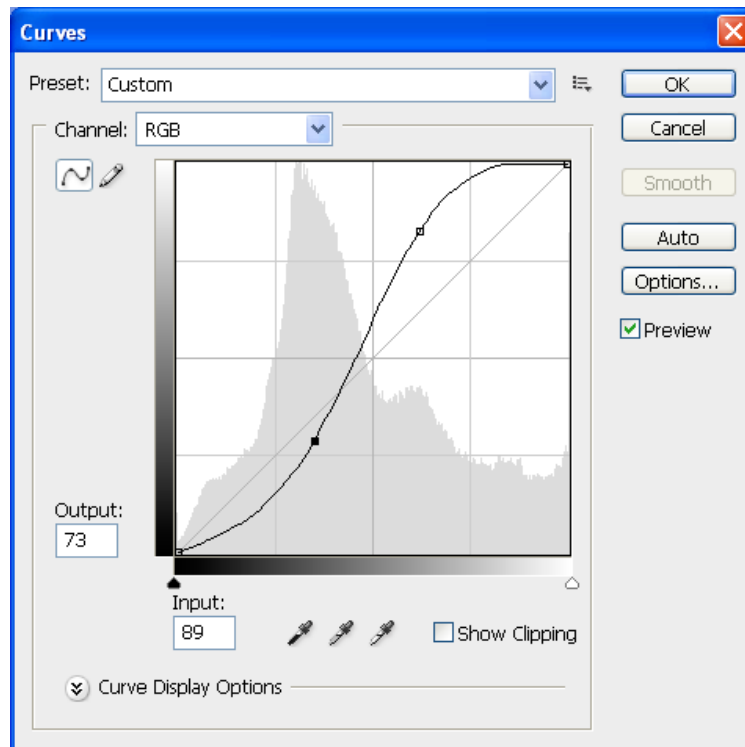 Curves
Preset: Custom
OK
Channel: RGB
Cancel
Smooth
Auto
Options...
Preview
Output:
73
Input:
89
Show Clipping
Curve Display Options